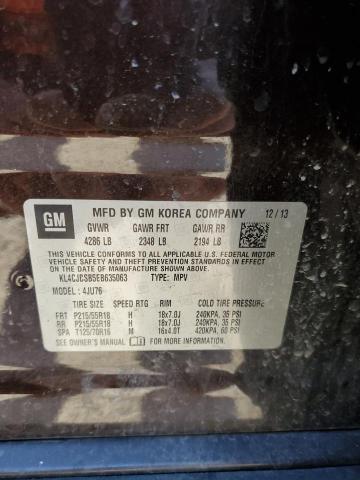 GM MFD BY GM KOREA COMPANY 12/13
GVWR GAWR FRT GAWR RR
4286 LB 2348 LB 2194 LB
THIS VEHICLE CONFORMS TO ALL APPLICABLE U.S. FEDERAL
MOTOR VEHICLE SAFETY, BUMPER, AND THEFT PREVENTION
STANDARDS IN EFFECT ON THE DATE OF MANUFACTURE SHOWN ABOVE.
KL4CJCSB5EB635063 TYPE: MPV
MODEL: 4JU76
TIRE SIZE SPEED RTG RIM COLD TIRE PRESSURE
FRT P215/55R18 H 18x7.0J 240KPA, 35 PSI
RR P215/55R18 H 18x7.0J 240KPA, 35 PSI
SPA T125/70R16 M 16x4.0T 420KPA, 60 PSI
SEE OWNER'S MANUAL FOR ADDITIONAL INFORMATION.